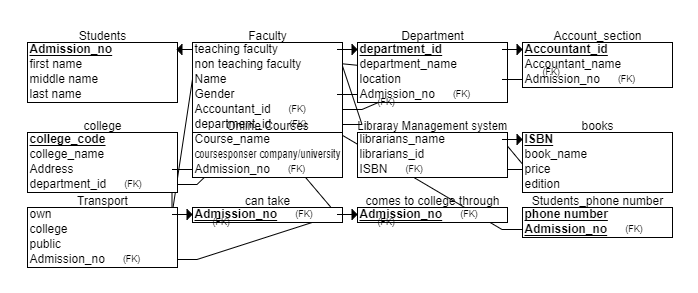 Students
Admission_no
first name
middle name
last name
Faculty
teaching faculty
non teaching faculty
Name
Gender
Accountant_id (FK)
department_id (FK)
Department
department_id
department_name
location
Admission_no (FK)
(FK)
Account_section
Accountant_id
Accountant_name
(FK)
Admission_no (FK)
college
college_code
college_name
Address
department_id (FK)
Online Courses
Course_name
coursesponser company/university
Admission_no (FK)
Libraray Management system
librarians_name
librarians_id
ISBN (FK)
books
ISBN
book_name
price
edition
Transport
own
college
public
Admission_no (FK)
can take
Admission_no (FK)
(FK)
comes to college through
Admission_no (FK)
(FK)
Students_phone number
phone number
Admission_no (FK)